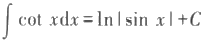 ∫ cot xdx=ln|sin x|+C